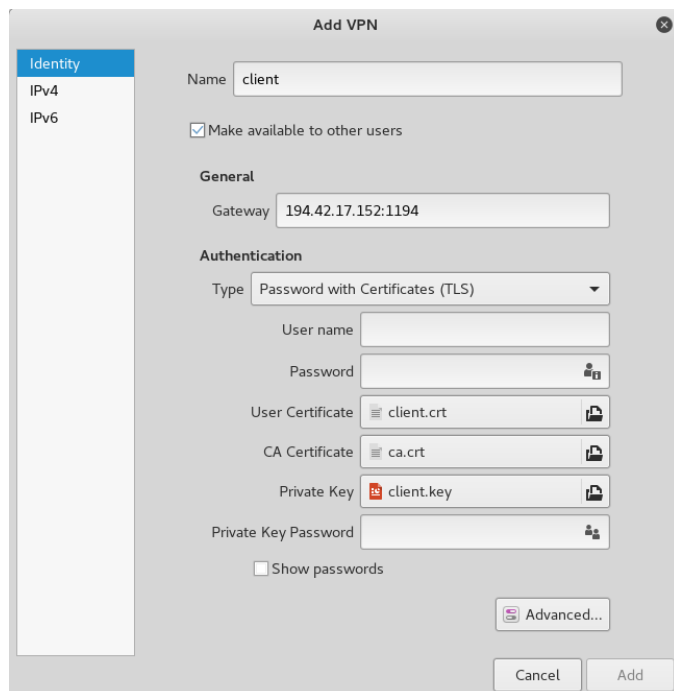 Add VPN
Identity
IPv4
IPv6
Name client
Make available to other users
General
Gateway 194.42.17.152:1194
Authentication
Type Password with Certificates (TLS)
User name
Password
User Certificate client.crt
CA Certificate ca.crt
Private Key client.key
Private Key Password
Show passwords
Advanced...
Cancel Add